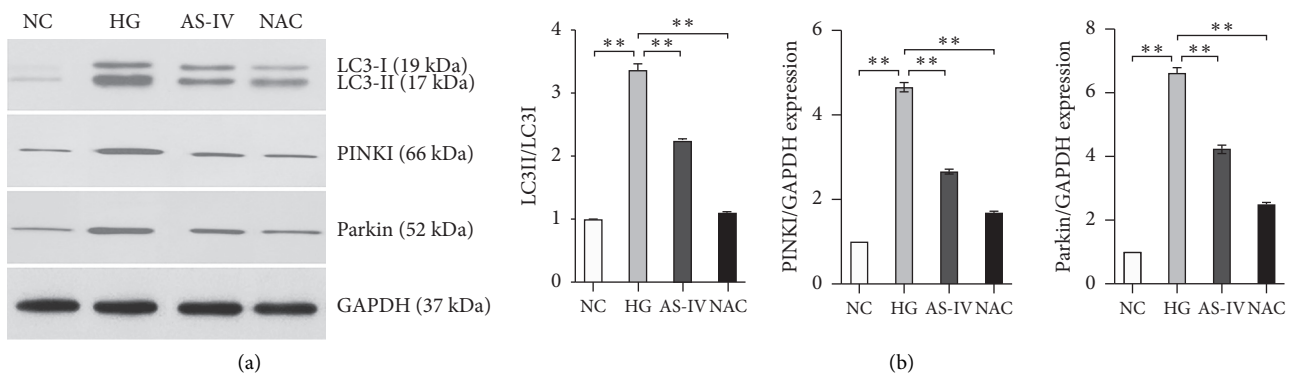 NC HG AS-IV NAC
LC3-I (19 kDa)
LC3-II (17 kDa)
PINKI (66 kDa)
Parkin (52 kDa)
GAPDH (37 kDa)
(a)
LC3II/LC3I
4
3
2
1
0
** **
**
NC HG AS-IV NAC
PINKI/GAPDH expression
6
4
2
0
** **
**
NC HG AS-IV NAC
Parkin/GAPDH expression
8
6
4
2
0
** **
**
NC HG AS-IV NAC
(b)